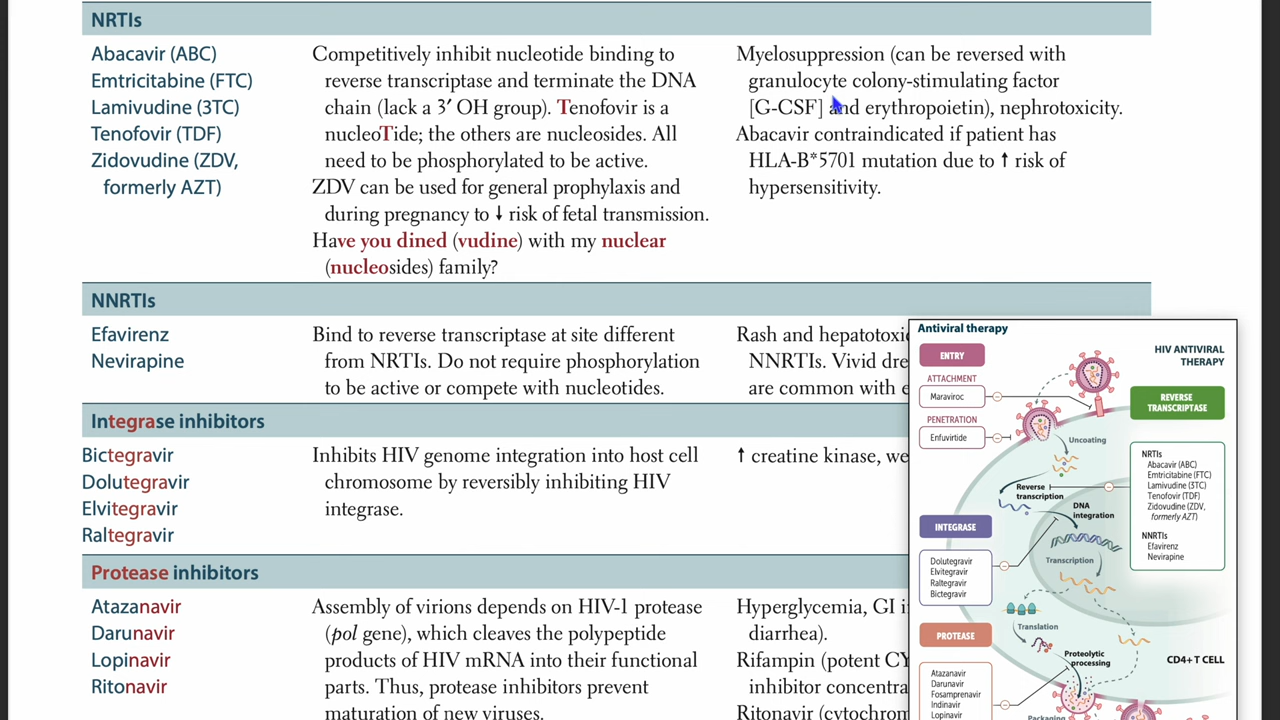 NRTIs
Abacavir (ABC)
Emtricitabine (FTC)
Lamivudine (3TC)
Tenofovir (TDF)
Zidovudine (ZDV,
formerly AZT)
Competitively inhibit nucleotide binding to
reverse transcriptase and terminate the DNA
chain (lack a 3′ OH group). Tenofovir is a
nucleoTide; the others are nucleosides. All
need to be phosphorylated to be active.
ZDV can be used for general prophylaxis and
during pregnancy to ↓ risk of fetal transmission.
Have you dined (vudine) with my nuclear
(nucleosides) family?
Myelosuppression (can be reversed with
granulocyte colony-stimulating factor
[G-CSF] and erythropoietin), nephrotoxicity.
Abacavir contraindicated if patient has
HLA-B*5701 mutation due to ↑ risk of
hypersensitivity.
NNRTIs
Efavirenz
Nevirapine
Bind to reverse transcriptase at site different
from NRTIs. Do not require phosphorylation
to be active or compete with nucleotides.
Rash and hepatotoxic
NNRTIs. Vivid dre
are common with e
Integrase inhibitors
Bictegravir
Dolutegravir
Elvitegravir
Raltegravir
Inhibits HIV genome integration into host cell
chromosome by reversibly inhibiting HIV
integrase.
↑ creatine kinase, we
Protease inhibitors
Atazanavir
Darunavir
Lopinavir
Ritonavir
Assembly of virions depends on HIV-1 protease
(pol gene), which cleaves the polypeptide
products of HIV mRNA into their functional
parts. Thus, protease inhibitors prevent
maturation of new viruses.
Hyperglycemia, GI i
diarrhea).
Rifampin (potent CY
inhibitor concentra
Ritonavir (cytochrom
Antiviral therapy
HIV ANTIVIRAL
THERAPY
ENTRY
ATTACHMENT
Maraviroc
PENETRATION
Enfuvirtide
REVERSE
TRANSCRIPTASE
NRTIs
Abacavir (ABC)
Emtricitabine (FTC)
Lamivudine (3TC)
Tenofovir (TDF)
Zidovudine (ZDV,
formerly AZT)
NNRTIs
Efavirenz
Nevirapine
Uncoating
Reverse
transcription
DNA
integration
INTEGRASE
Dolutegravir
Elvitegravir
Raltegravir
Bictegravir
Transcription
Translation
PROTEASE
Proteolytic
processing
CD4+ T CELL
Atazanavir
Darunavir
Fosamprenavir
Indinavir
Lopinavir
Packaging